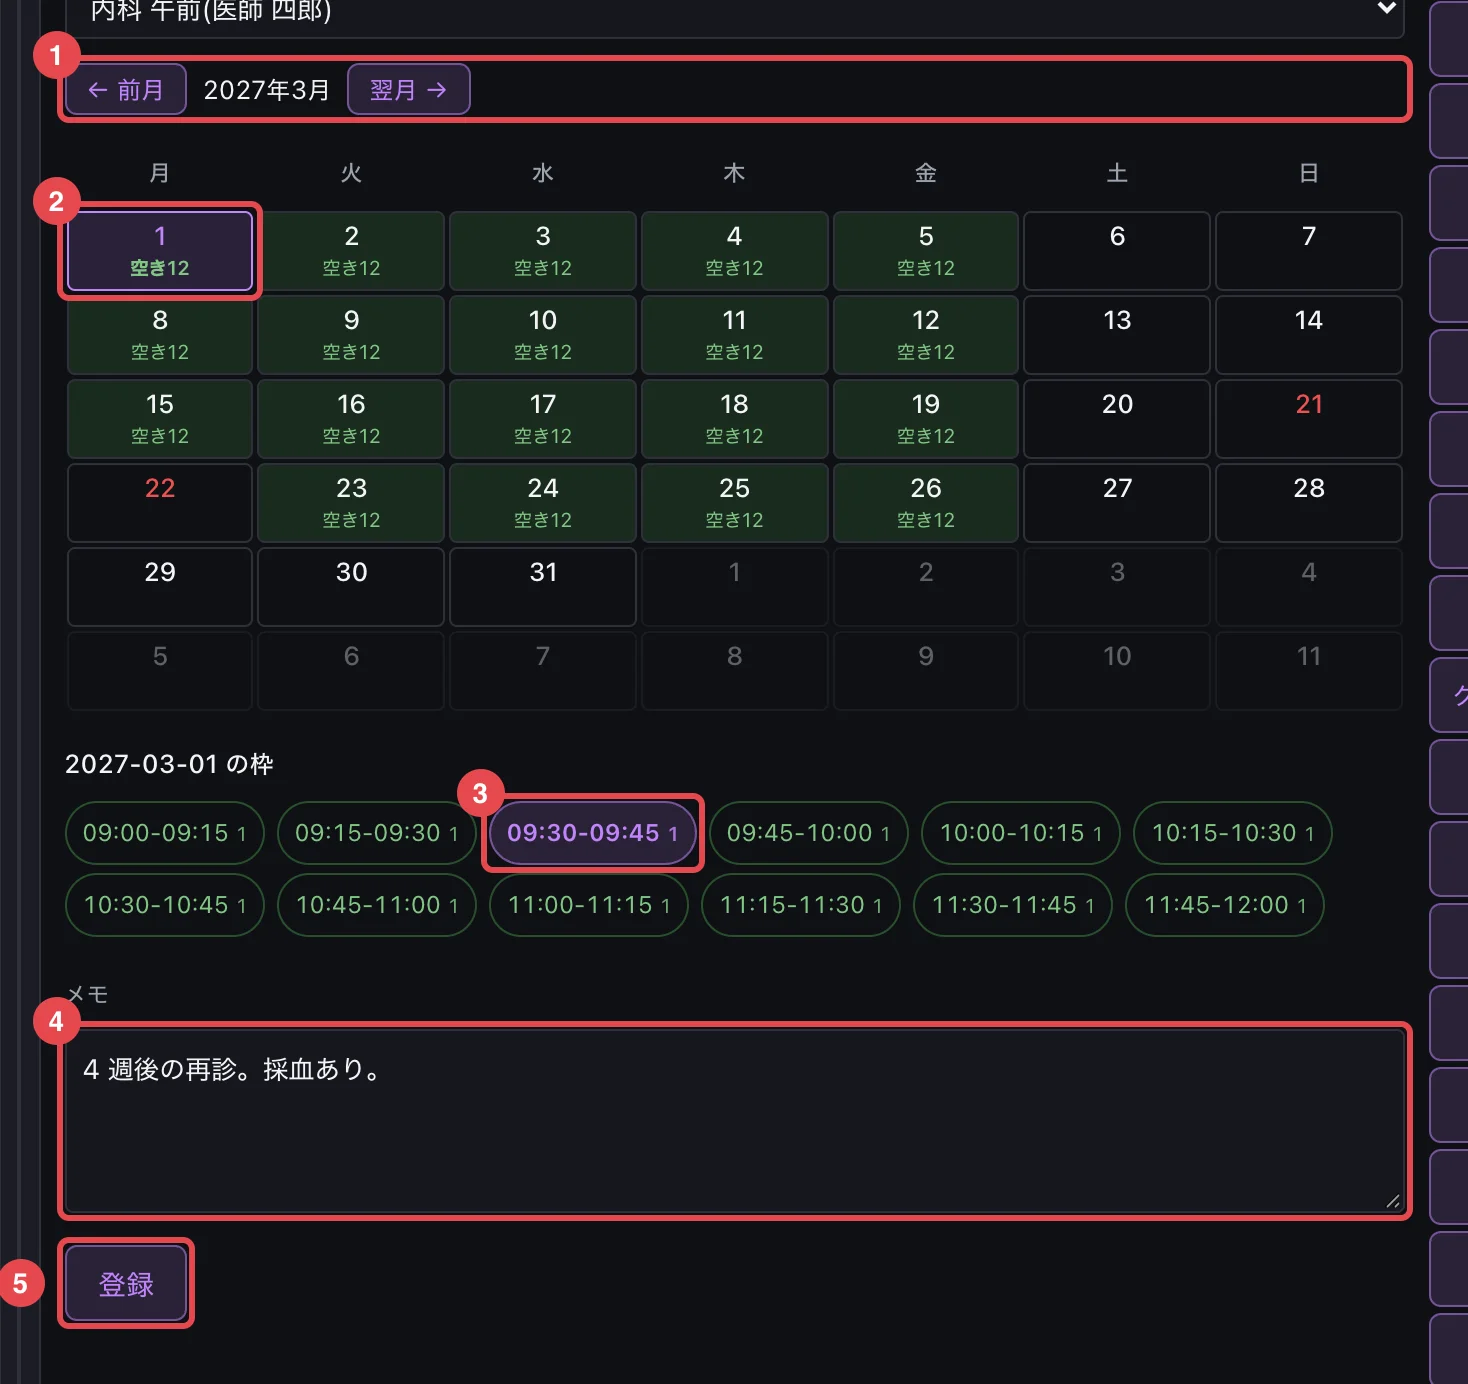 内科 午前(医師 四郎)
1
← 前月 2027年3月 翌月 →
月 火 水 木 金 土 日
2
1 2 3 4 5 6 7
空き12 空き12 空き12 空き12 空き12
8 9 10 11 12 13 14
空き12 空き12 空き12 空き12 空き12
15 16 17 18 19 20 21
空き12 空き12 空き12 空き12 空き12
22 23 24 25 26 27 28
空き12 空き12 空き12 空き12
29 30 31 1 2 3 4
5 6 7 8 9 10 11
2027-03-01 の枠
3
09:00-09:15 1 09:15-09:30 1 09:30-09:45 1 09:45-10:00 1 10:00-10:15 1 10:15-10:30 1
10:30-10:45 1 10:45-11:00 1 11:00-11:15 1 11:15-11:30 1 11:30-11:45 1 11:45-12:00 1
メモ
4
4 週後の再診。採血あり。
5
登録